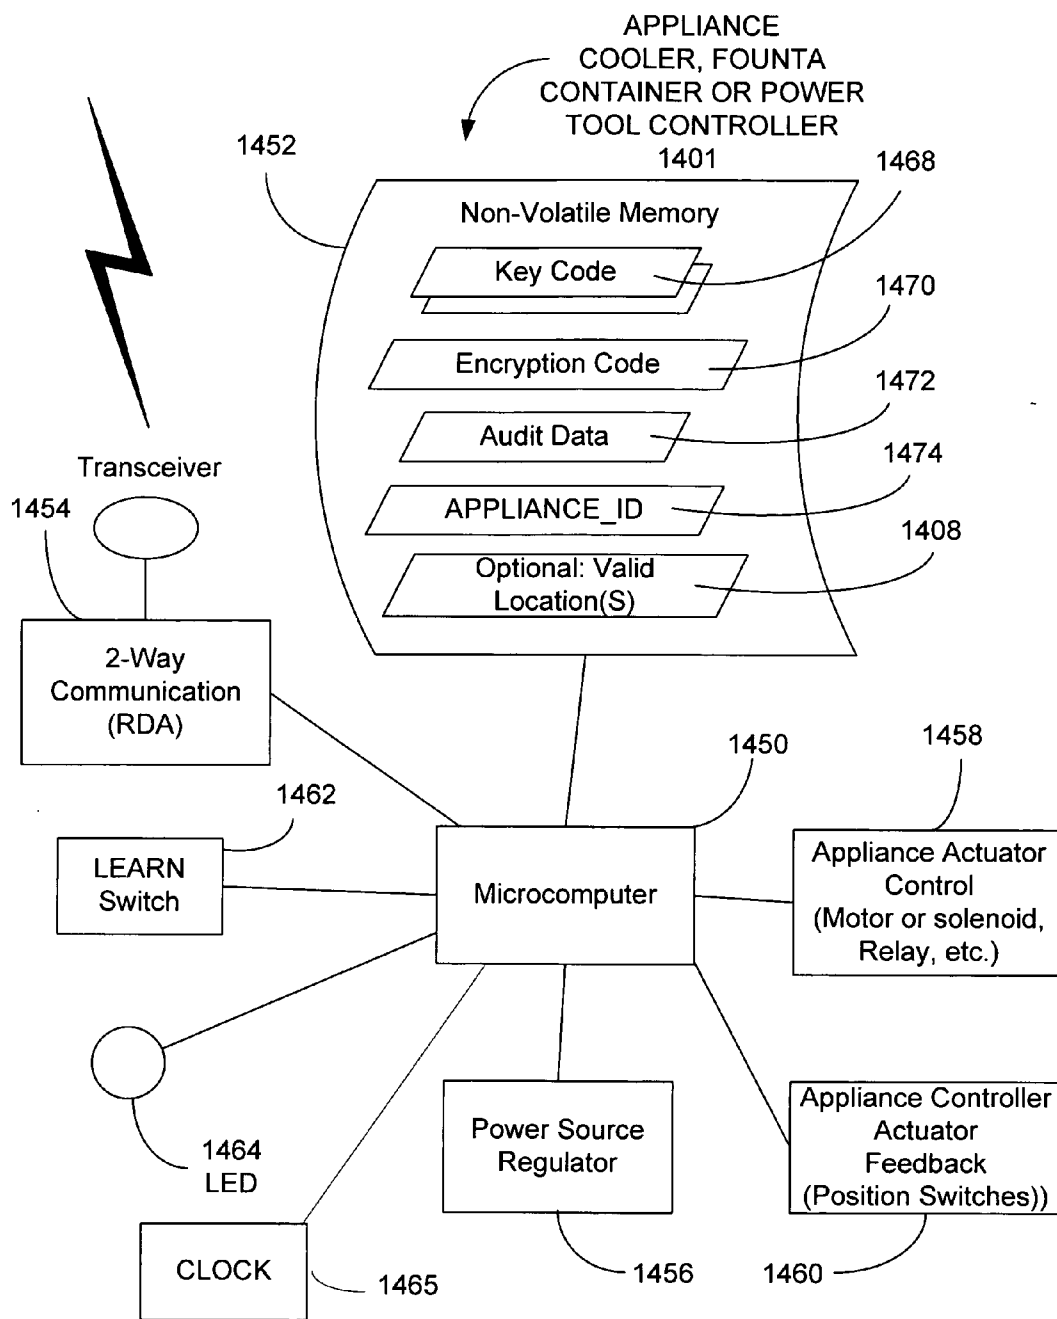 APPLIANCE
COOLER, FOUNTA
CONTAINER OR POWER
TOOL CONTROLLER
1401
1452
1468
Non-Volatile Memory
Key Code
1470
Encryption Code
1472
Audit Data
1474
APPLIANCE_ID
1408
Optional: Valid
Location(S)
Transceiver
1454
2-Way
Communication
(RDA)
1450
1458
1462
LEARN
Switch
Microcomputer
Appliance Actuator
Control
(Motor or solenoid,
Relay, etc.)
1464
LED
Power Source
Regulator
Appliance Controller
Actuator
Feedback
(Position Switches))
CLOCK
1465
1456
1460